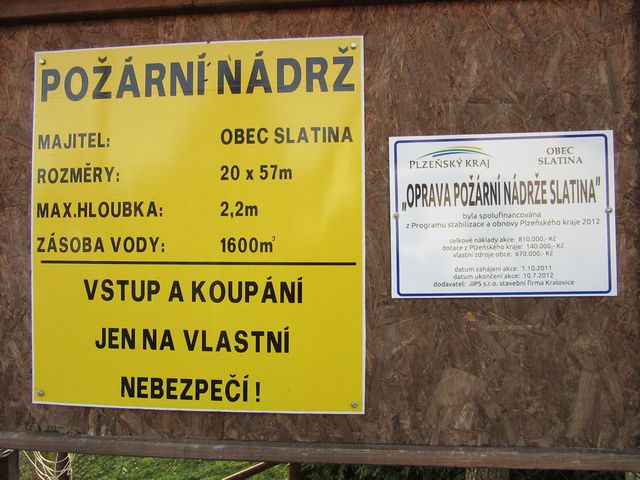 POŽÁRNÍ NÁDRŽ
MAJITEL: OBEC SLATINA
ROZMĚRY: 20 x 57m
MAX.HLOUBKA: 2,2m
ZÁSOBA VODY: 1600m³
VSTUP A KOUPÁNÍ
JEN NA VLASTNÍ
NEBEZPEČÍ !
PLZEŇSKÝ KRAJ
OBEC
SLATINA
„OPRAVA POŽÁRNÍ NÁDRŽE SLATINA"
byla spolufinancována
z Programu stabilizace a obnovy Plzeňského kraje 2012
celkové náklady akce: 810.000,- Kč
dotace z Plzeňského kraje: 140.000,- Kč
vlastní zdroje obce: 670.000,- Kč
datum zahájení akce: 1.10.2011
datum ukončení akce: 10.7.2012
dodavatel: JIPS s.r.o. stavební firma Kralovice